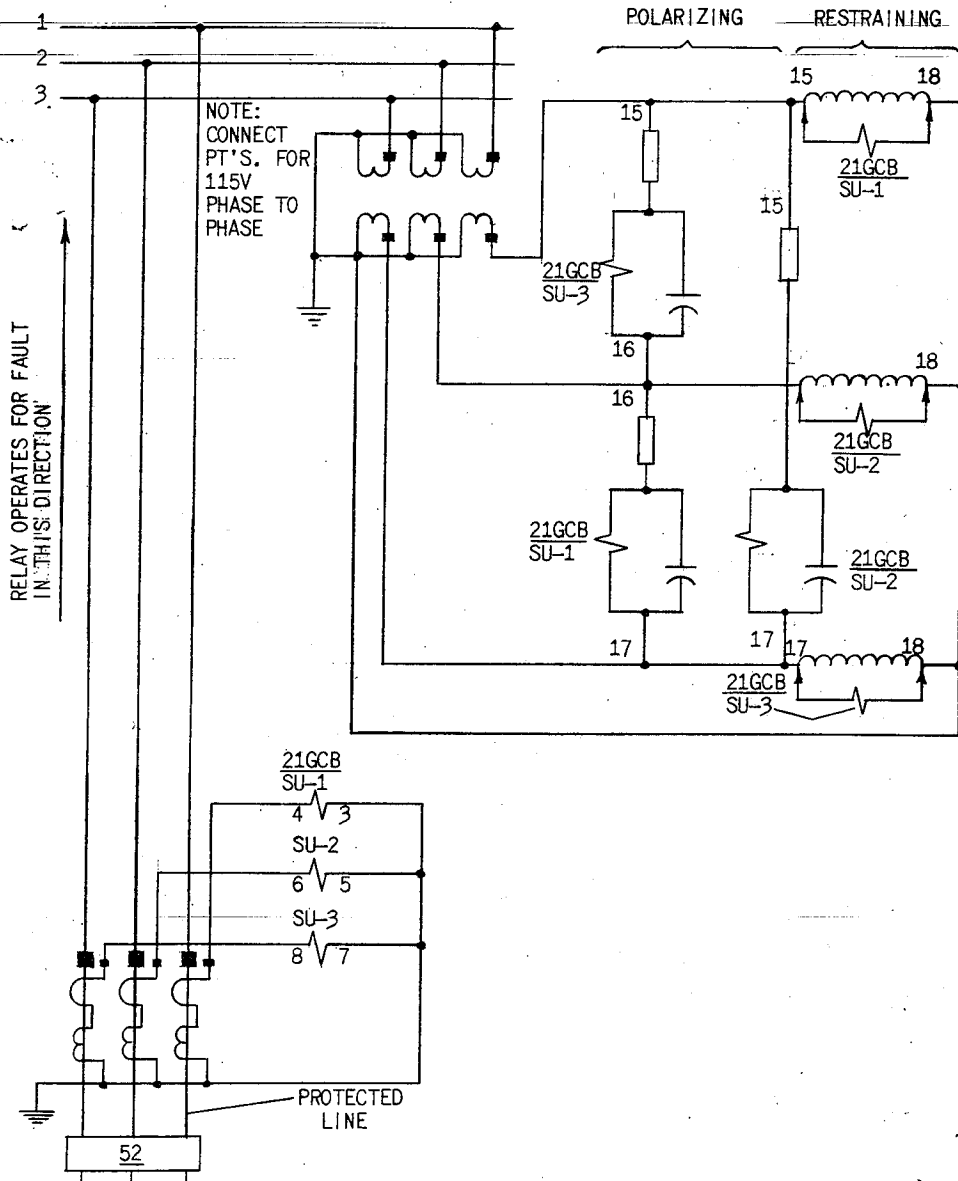 POLARIZING
RESTRAINING
1
2
3.
NOTE:
CONNECT
PT'S. FOR
115V
PHASE TO
PHASE
15
15
18
21GCB
SU-1
15
21GCB
SU-3
16
16
18
21GCB
SU-2
21GCB
SU-1
21GCB
SU-2
17
17
17
18
21GCB
SU-3
RELAY OPERATES FOR FAULT
IN THIS DIRECTION
21GCB
SU-1
4
3
SU-2
6
5
SU-3
8
7
PROTECTED
LINE
52